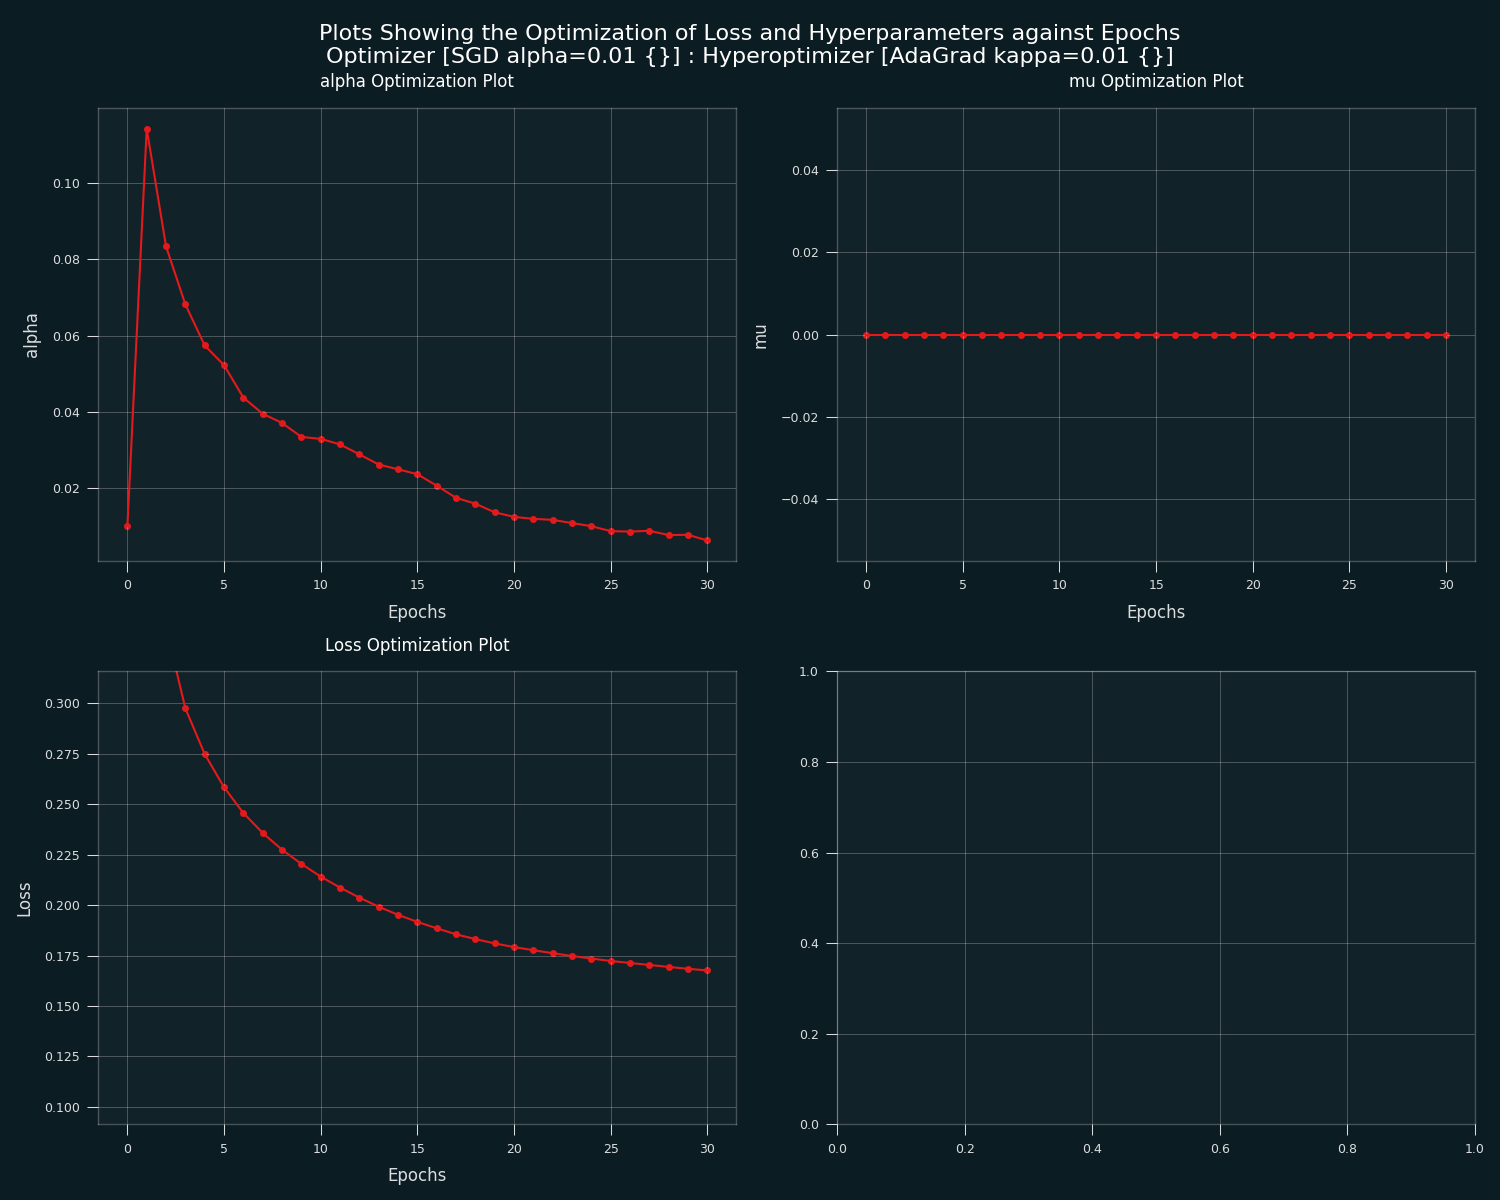 Plots Showing the Optimization of Loss and Hyperparameters against Epochs
Optimizer [SGD alpha=0.01 {}] : Hyperoptimizer [AdaGrad kappa=0.01 {}]
alpha Optimization Plot
alpha
0.10
0.08
0.06
0.04
0.02
0 5 10 15 20 25 30
Epochs
mu Optimization Plot
mu
0.04
0.02
0.00
−0.02
−0.04
0 5 10 15 20 25 30
Epochs
Loss Optimization Plot
Loss
0.300
0.275
0.250
0.225
0.200
0.175
0.150
0.125
0.100
0 5 10 15 20 25 30
Epochs
1.0
0.8
0.6
0.4
0.2
0.0
0.0 0.2 0.4 0.6 0.8 1.0